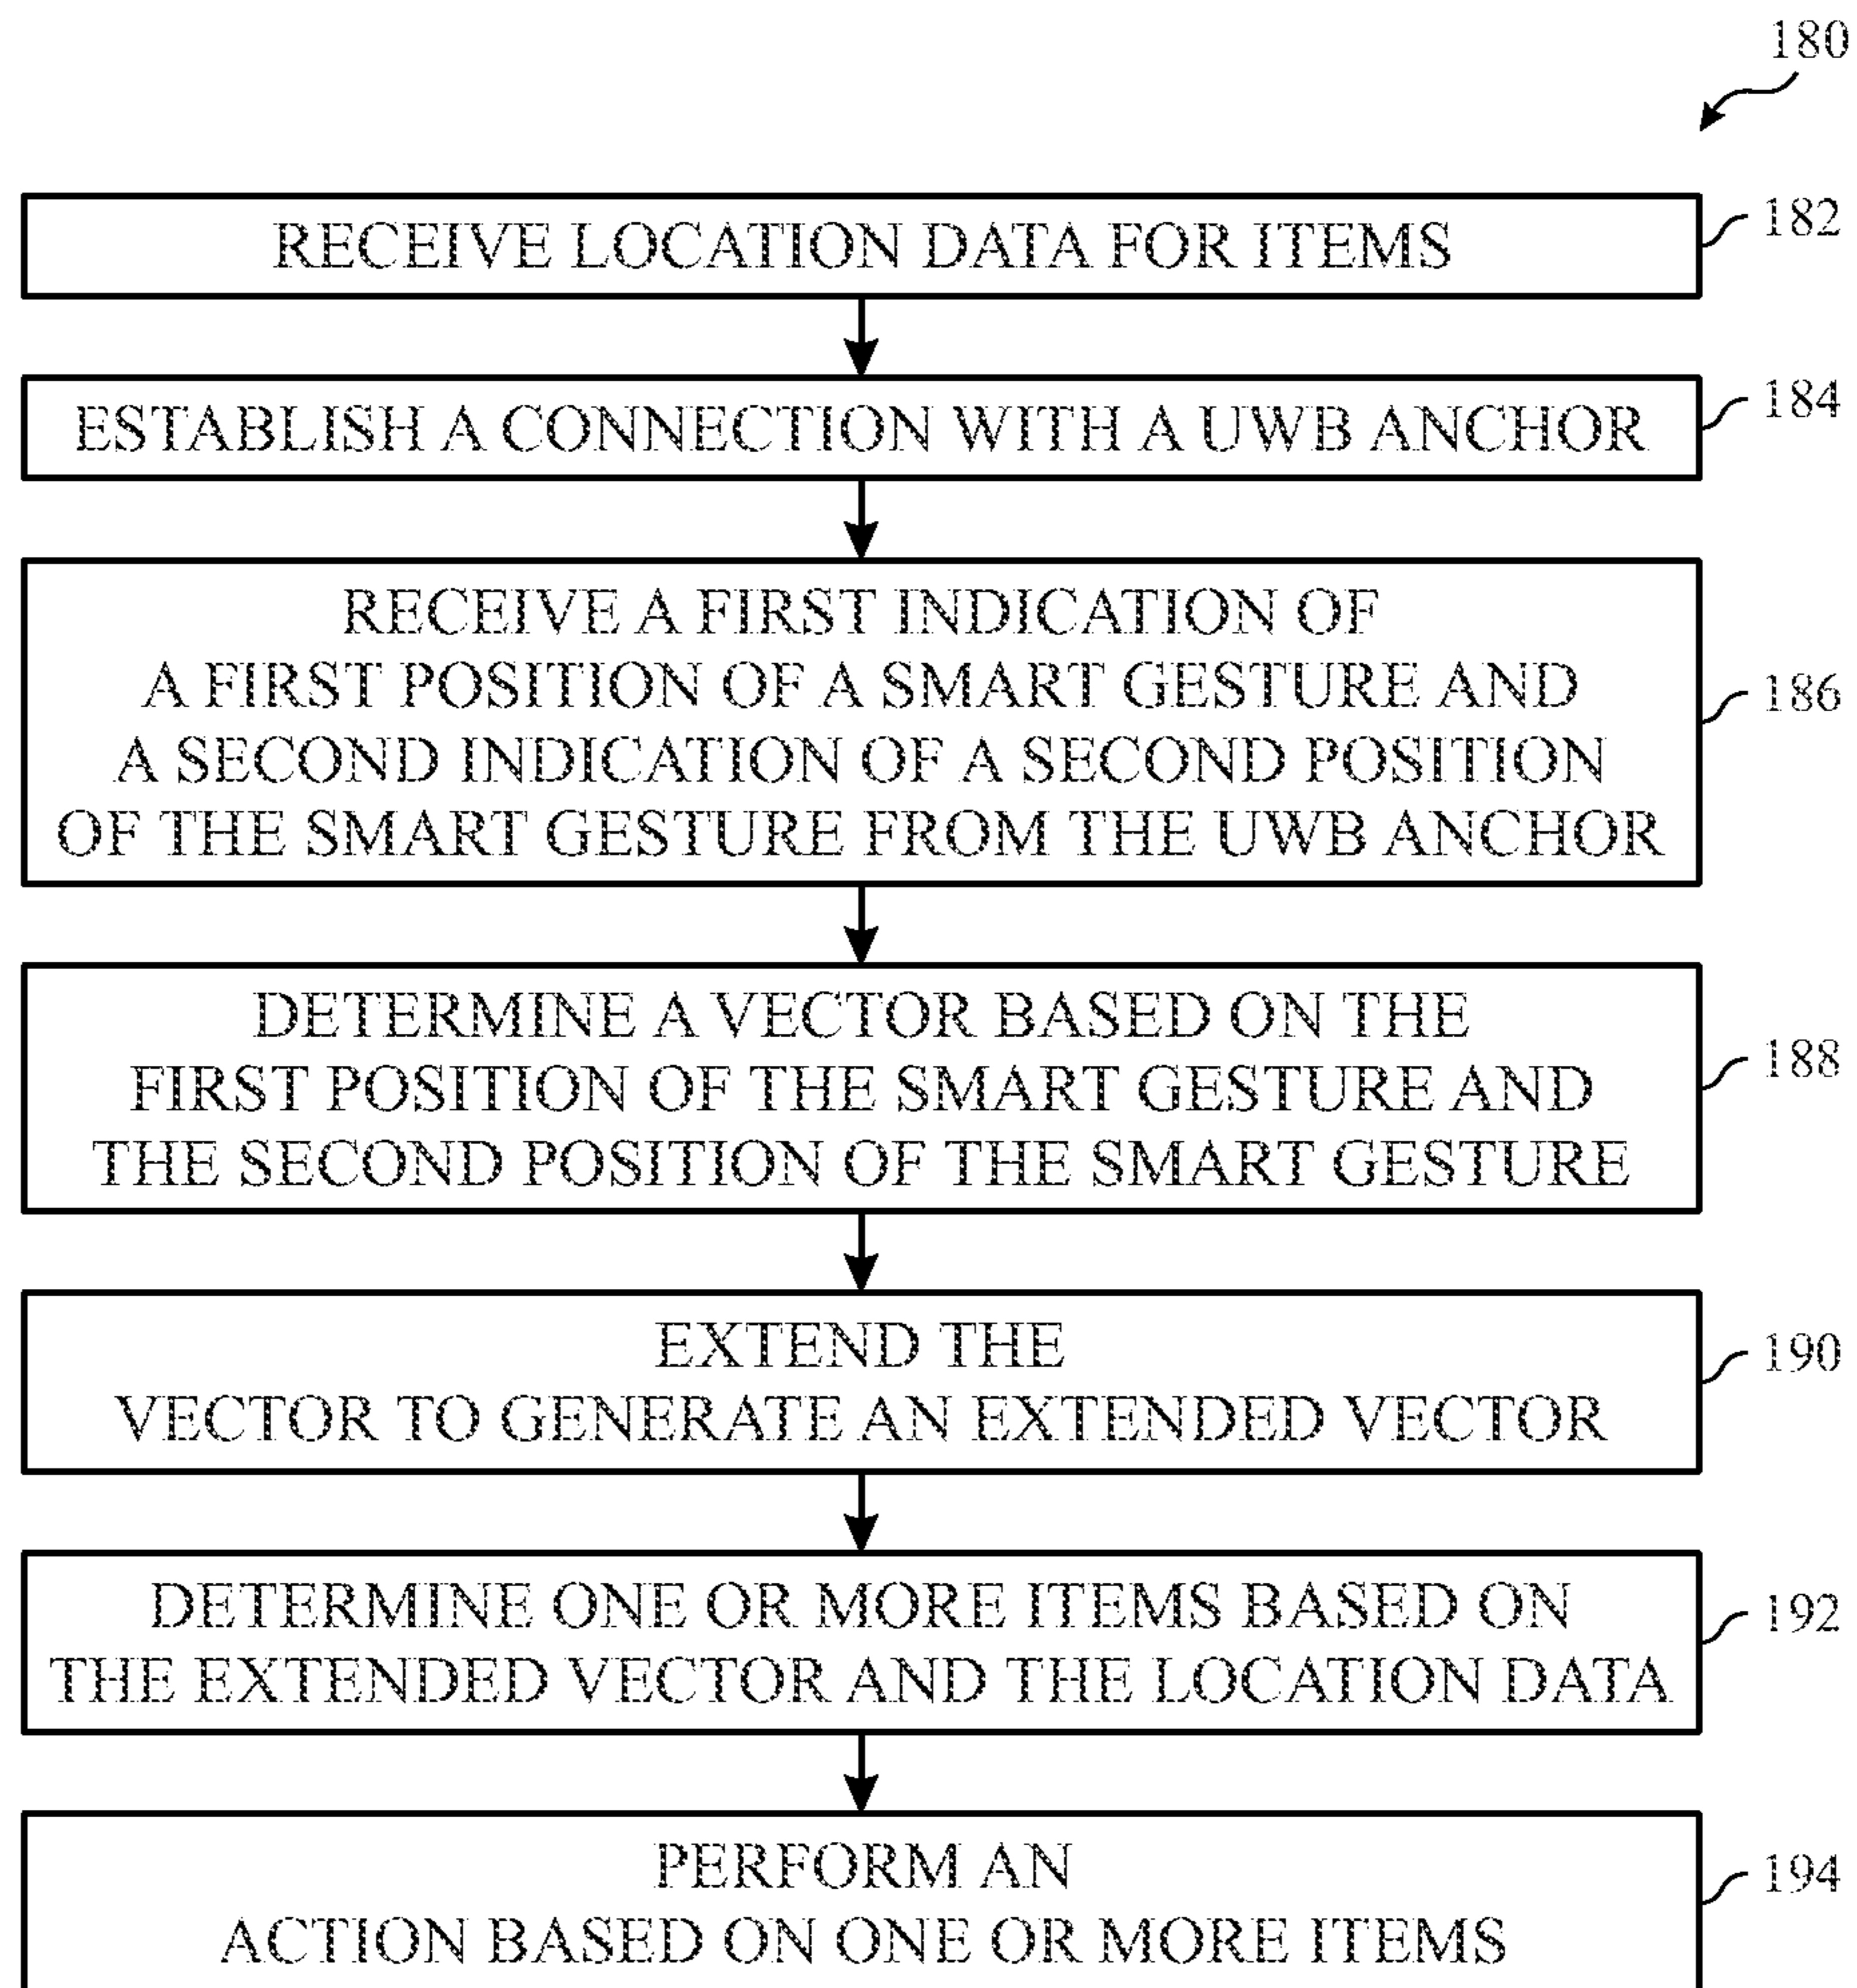 180
RECEIVE LOCATION DATA FOR ITEMS
182
ESTABLISH A CONNECTION WITH A UWB ANCHOR
184
RECEIVE A FIRST INDICATION OF
A FIRST POSITION OF A SMART GESTURE AND
A SECOND INDICATION OF A SECOND POSITION
OF THE SMART GESTURE FROM THE UWB ANCHOR
186
DETERMINE A VECTOR BASED ON THE
FIRST POSITION OF THE SMART GESTURE AND
THE SECOND POSITION OF THE SMART GESTURE
188
EXTEND THE
VECTOR TO GENERATE AN EXTENDED VECTOR
190
DETERMINE ONE OR MORE ITEMS BASED ON
THE EXTENDED VECTOR AND THE LOCATION DATA
192
PERFORM AN
ACTION BASED ON ONE OR MORE ITEMS
194